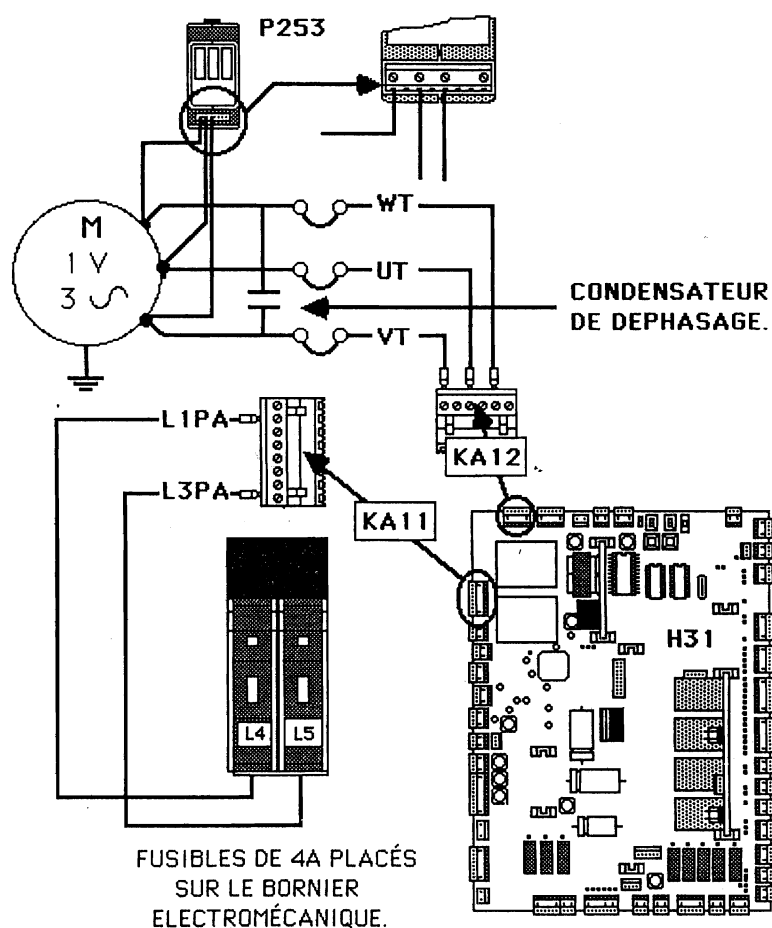 P253
M
1 V
3
WT
UT
VT
CONDENSATEUR
DE DEPHASAGE.
L1PA
L3PA
KA12
KA11
H31
L4
L5
FUSIBLES DE 4A PLACÉS
SUR LE BORNIER
ELECTROMÉCANIQUE.